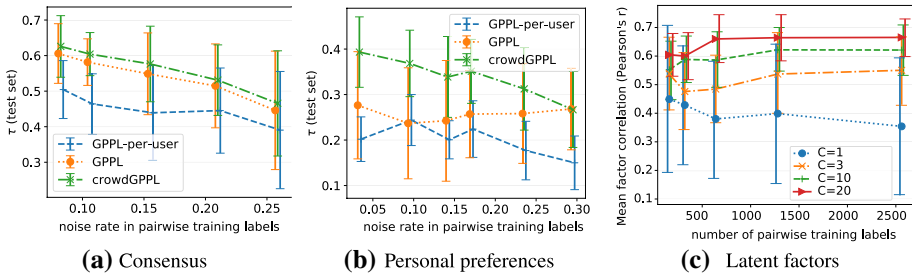 τ (test set)
0.7
0.6
0.5
0.4
0.3
GPPL-per-user
GPPL
crowdGPPL
0.10
0.15
0.20
0.25
noise rate in pairwise training labels
(a) Consensus
τ (test set)
0.4
0.3
0.2
0.1
GPPL-per-user
GPPL
crowdGPPL
0.05
0.10
0.15
0.20
0.25
0.30
noise rate in pairwise training labels
(b) Personal preferences
Mean factor correlation (Pearson's r)
0.7
0.6
0.5
0.4
0.3
0.2
0.1
C=1
C=3
C=10
C=20
500
1000
1500
2000
2500
number of pairwise training labels
(c) Latent factors